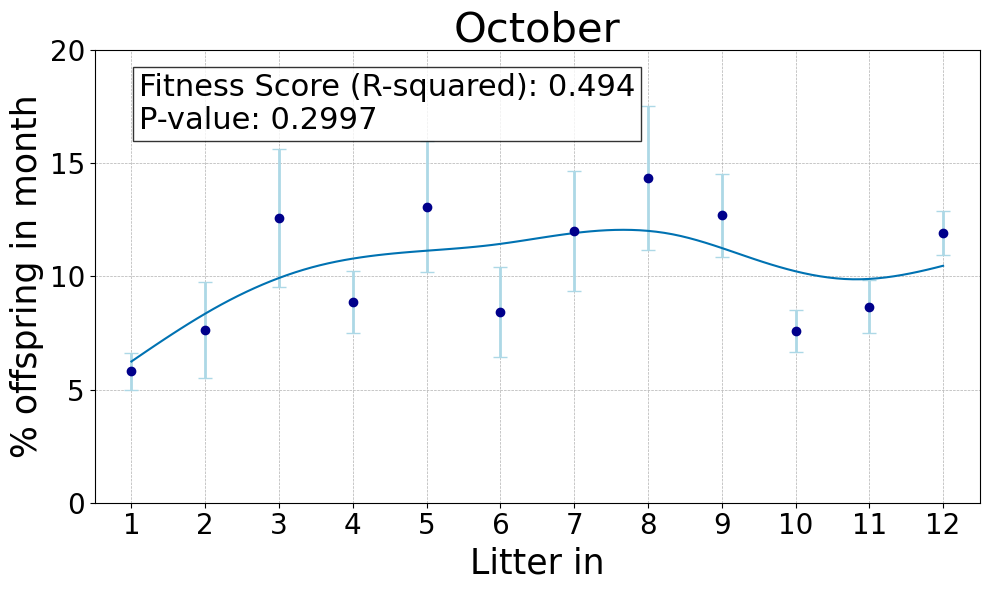 October
Fitness Score (R-squared): 0.494
P-value: 0.2997
% offspring in month
20
15
10
5
0
1 2 3 4 5 6 7 8 9 10 11 12
Litter in